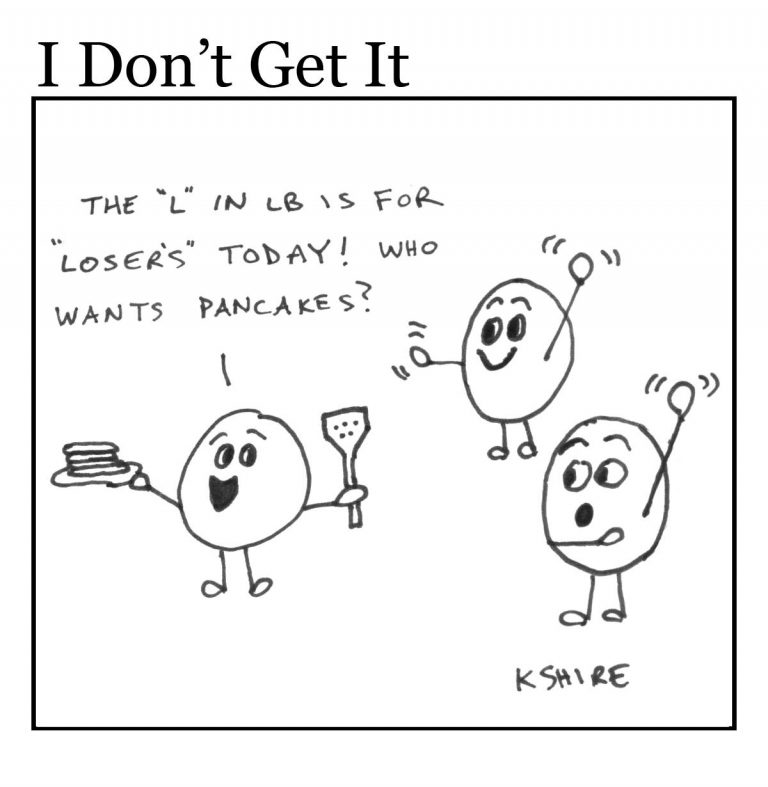 I Don’t Get It
THE "L" IN LB IS FOR
"LOSER'S" TODAY! WHO
WANTS PANCAKES?
KSHIRE